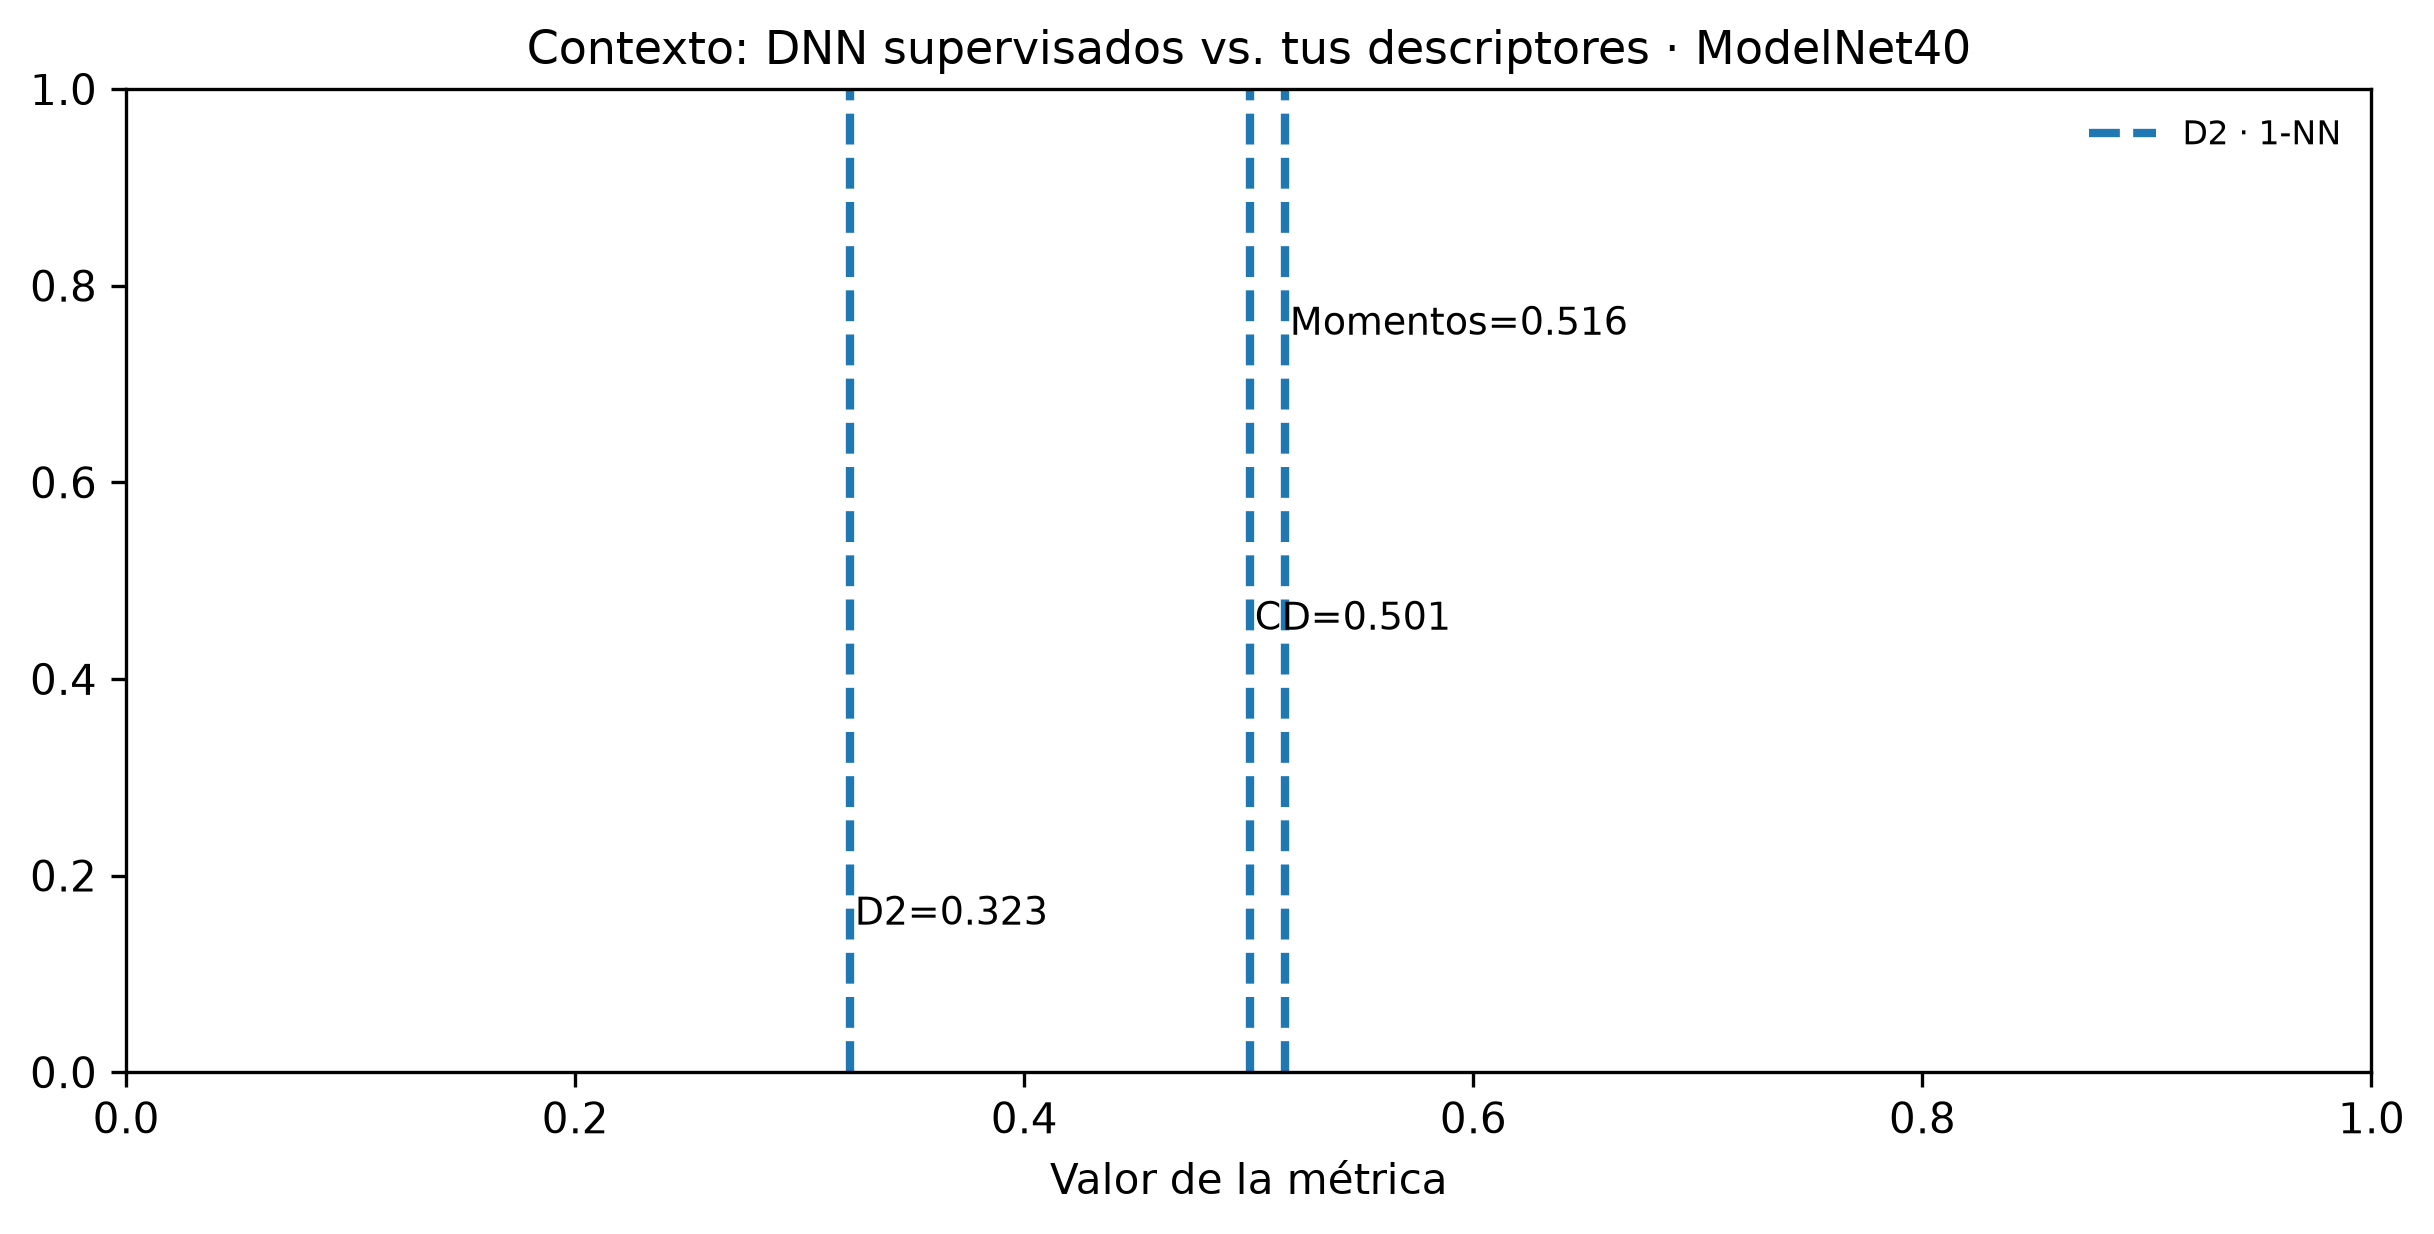 Contexto: DNN supervisados vs. tus descriptores · ModelNet40
1.0
D2 · 1-NN
0.8
Momentos=0.516
0.6
CD=0.501
0.4
0.2
D2=0.323
0.0
0.0 0.2 0.4 0.6 0.8 1.0
Valor de la métrica